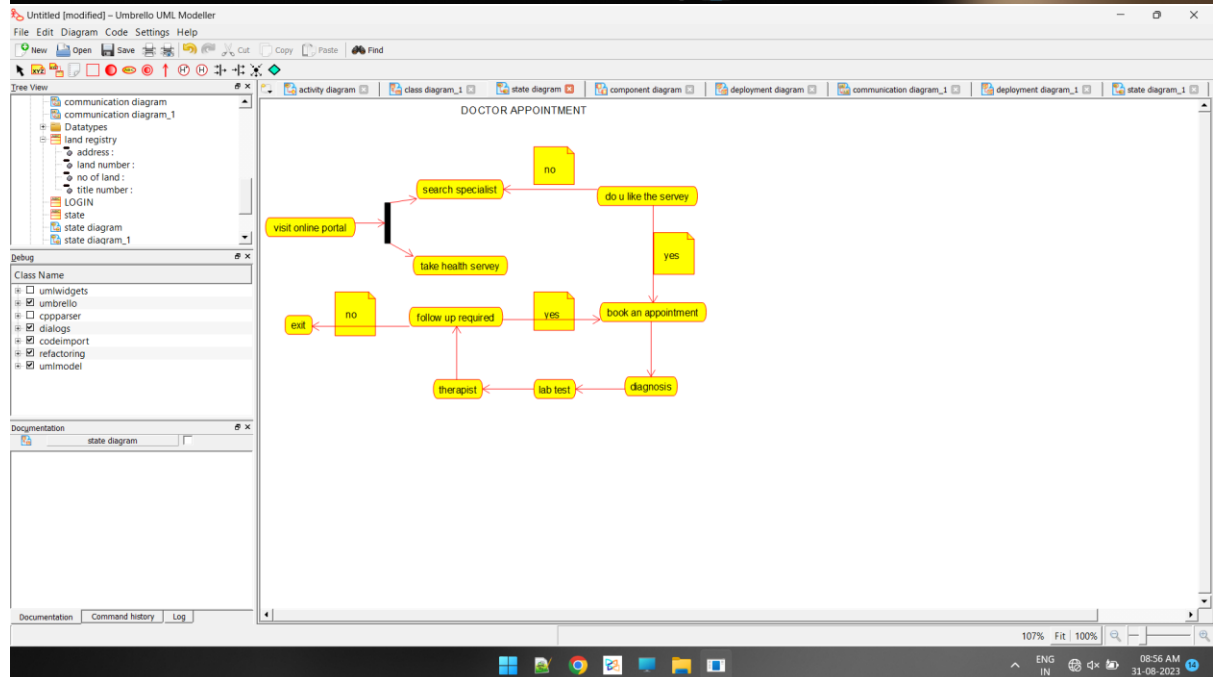 Untitled [modified] – Umbrello UML Modeller
File Edit Diagram Code Settings Help
New Open Save Cut Copy Paste Find
XYZ
Tree View
activity diagram class diagram_1 state diagram component diagram deployment diagram communication diagram_1 deployment diagram_1 state diagram_1
communication diagram
communication diagram_1
Datatypes
land registry
address :
land number :
no of land :
title number :
LOGIN
state
state diagram
state diagram_1
DOCTOR APPOINTMENT
no
search specialist
do u like the servey
visit online portal
yes
take health servey
no
follow up required
yes
book an appointment
exit
therapist
lab test
diagnosis
Debug
Class Name
umlwidgets
umbrello
cppparser
dialogs
codeimport
refactoring
umlmodel
Documentation
state diagram
Documentation Command history Log
107% Fit 100%
ENG
IN
08:56 AM
31-08-2023
14